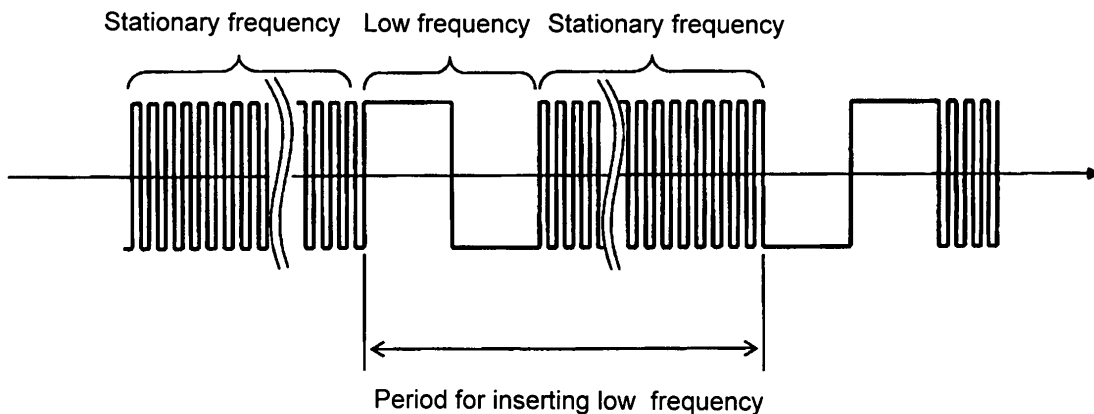 Stationary frequency
Low frequency
Stationary frequency
Period for inserting low frequency